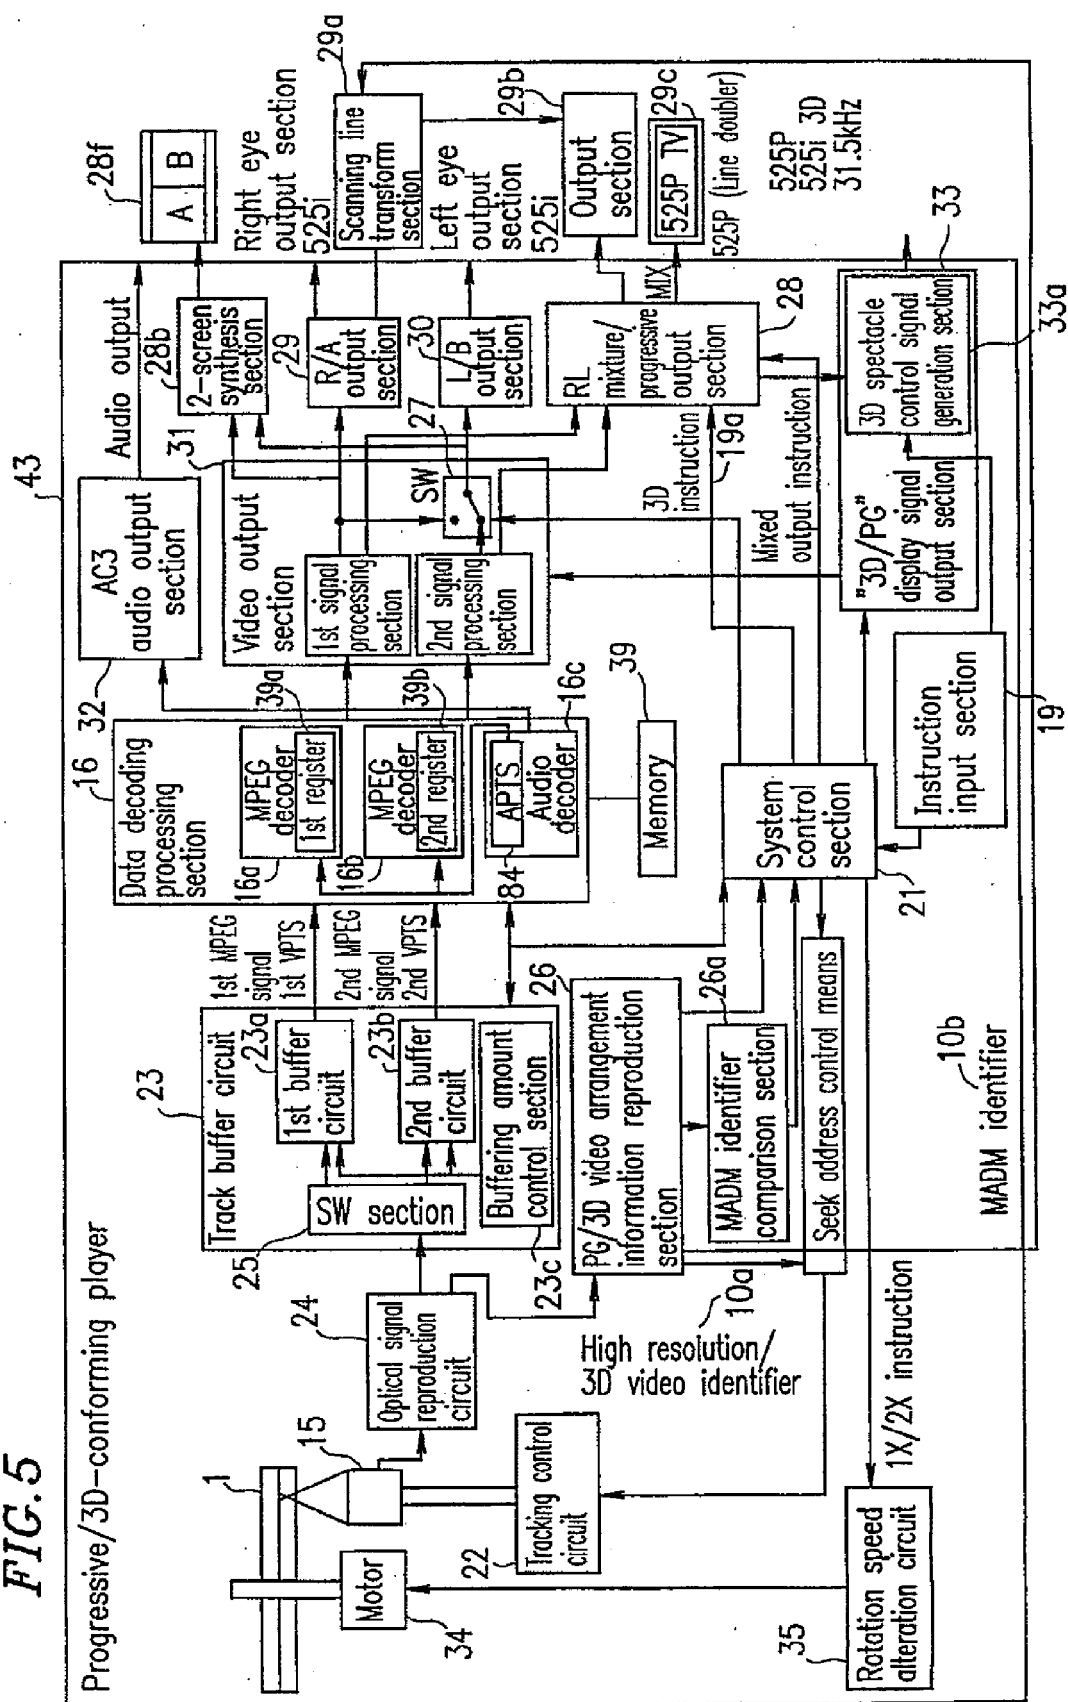 FIG. 5
Progressive/3D-conforming player
43
1
15
Motor
34
24
Optical signal
reproduction
circuit
22
Tracking control
circuit
35
Rotation speed
alteration circuit
1X/2X instruction
23
Track buffer circuit
25
SW section
23a
1st buffer
circuit
23b
2nd buffer
circuit
Buffering amount
control section
23c
1st MPEG
signal
1st VPTS
2nd MPEG
signal
2nd VPTS
High resolution/
3D video identifier
10a
26
PG/3D video arrangement
information reproduction
section
26a
MADM identifier
comparison section
Seek address control means
MADM identifier
10b
16
Data decoding
processing
section
MPEG
decoder
39a
1st register
16a
MPEG
decoder
39b
2nd register
16b
APTS
Audio
decoder
16c
84
Memory
39
System
control
section
21
Instruction
input section
19
32
AC3
audio output
section
Audio output
31
Video output
section
1st signal
processing
section
2nd signal
processing
section
SW
27
28b
2-screen
synthesis
section
28f
A B
29
R/A
output
section
30
L/B
output
section
Right eye
output section
525i
29a
Scanning line
transform
section
Left eye
output
section
525i
29b
Output
section
RL
mixture/
progressive
output
section
28
MIX
525P TV
29c
525P (Line doubler)
525P
525i 3D
31.5kHz
3D
instruction
19a
Mixed
output instruction
"3D/PG"
display signal
output section
3D spectacle
control signal
generation section
33
33a